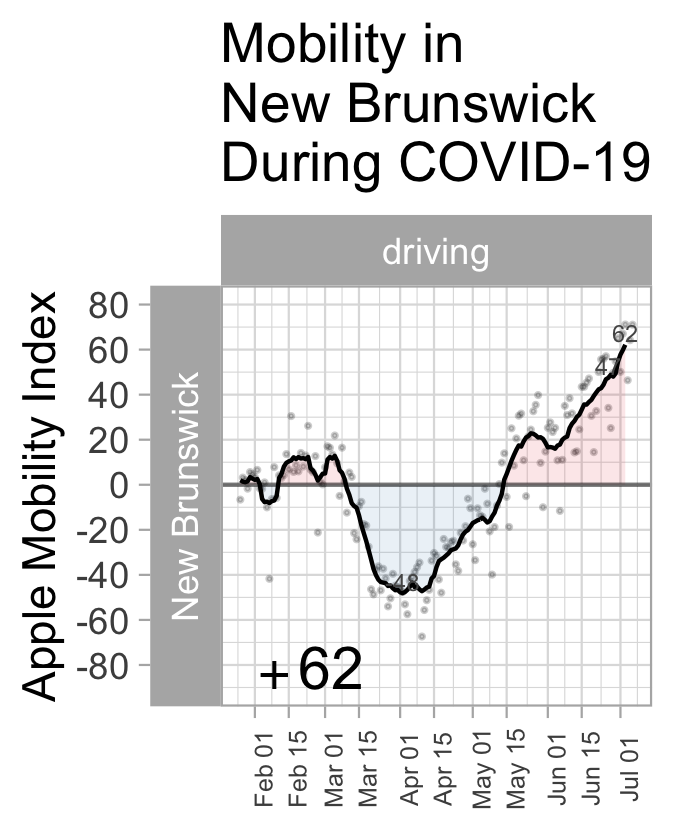 Mobility in
New Brunswick
During COVID-19
driving
Apple Mobility Index
New Brunswick
80
60
40
20
0
-20
-40
-60
-80
62
47
-48
+62
Feb 01
Feb 15
Mar 01
Mar 15
Apr 01
Apr 15
May 01
May 15
Jun 01
Jun 15
Jul 01